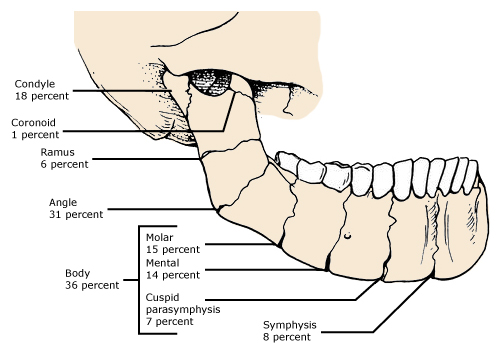 Condyle
18 percent
Coronoid
1 percent
Ramus
6 percent
Angle
31 percent
Body
36 percent
Molar
15 percent
Mental
14 percent
Cuspid
parasymphysis
7 percent
Symphysis
8 percent